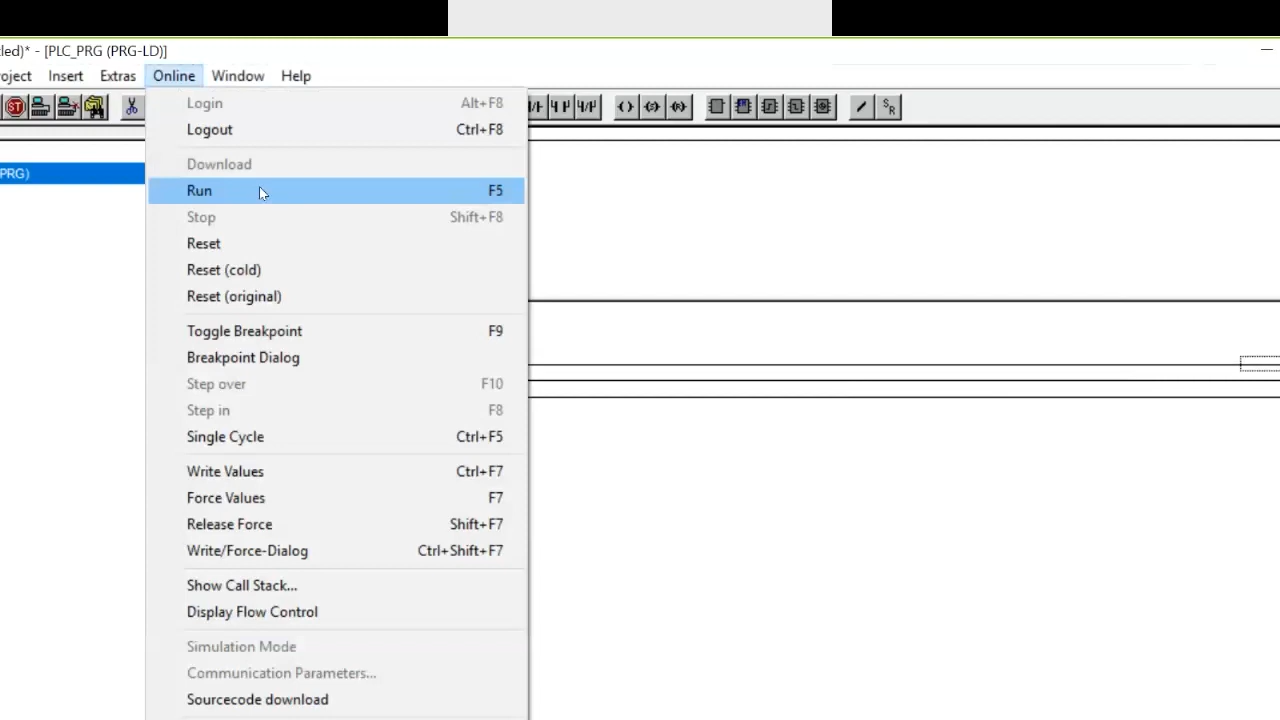 led)* - [PLC_PRG (PRG-LD)]
oject Insert Extras Online Window Help
ST
S R
PRG)
Login Alt+F8
Logout Ctrl+F8
Download
Run F5
Stop Shift+F8
Reset
Reset (cold)
Reset (original)
Toggle Breakpoint F9
Breakpoint Dialog
Step over F10
Step in F8
Single Cycle Ctrl+F5
Write Values Ctrl+F7
Force Values F7
Release Force Shift+F7
Write/Force-Dialog Ctrl+Shift+F7
Show Call Stack...
Display Flow Control
Simulation Mode
Communication Parameters...
Sourcecode download